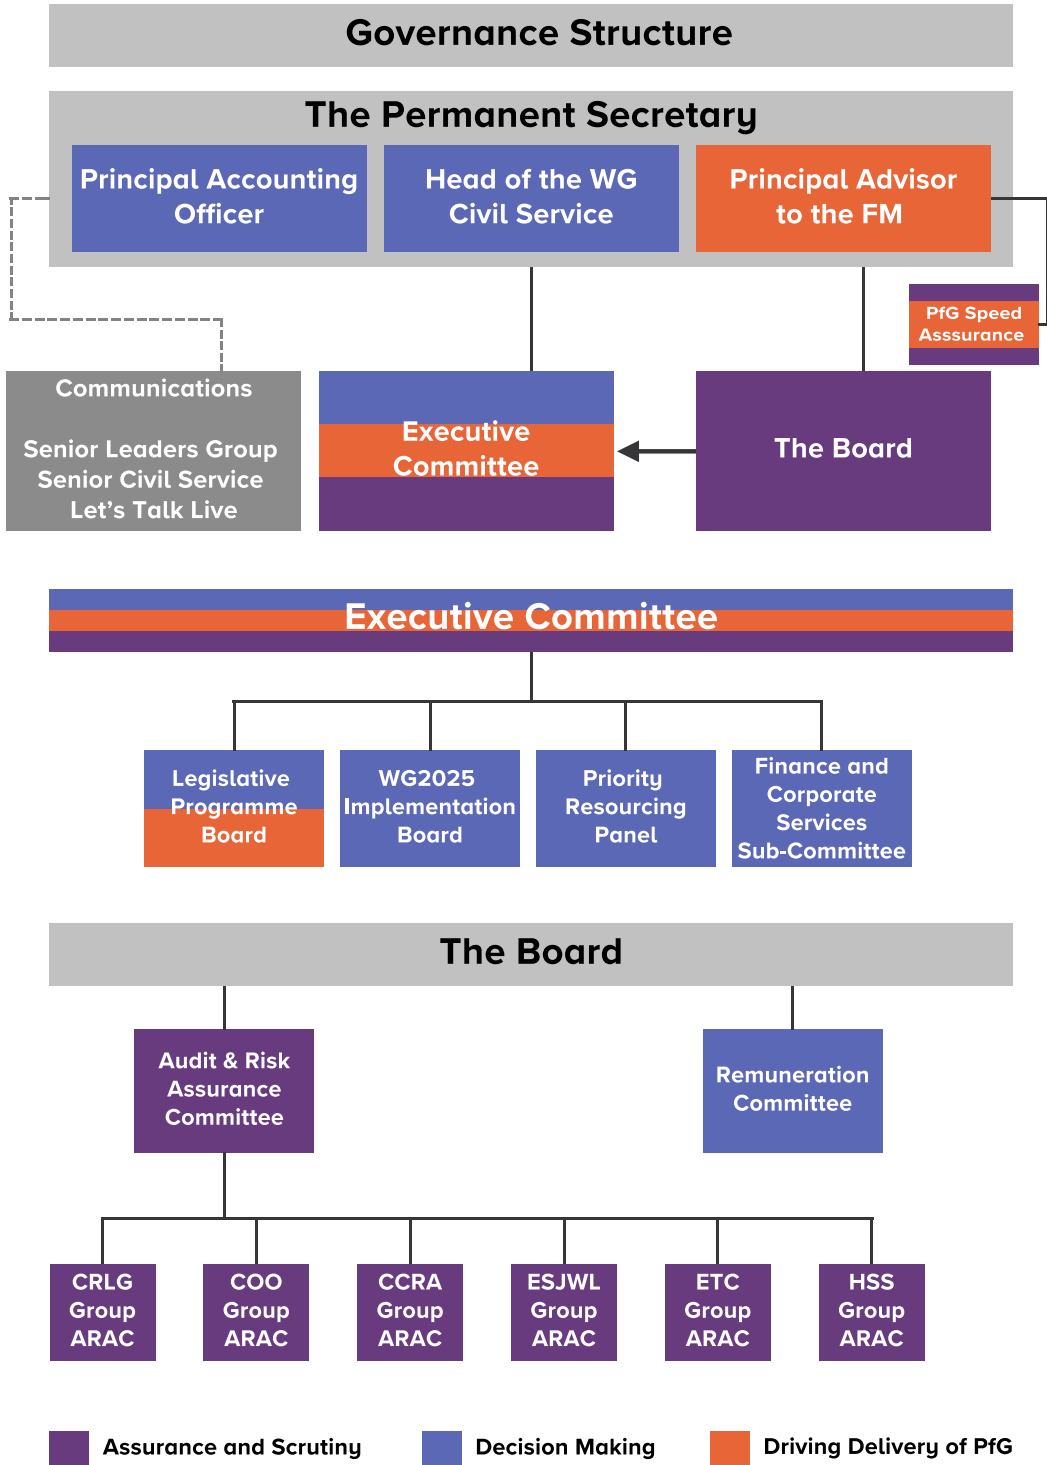 Governance Structure
The Permanent Secretary
Principal Accounting
Officer
Head of the WG
Civil Service
Principal Advisor
to the FM
PfG Speed
Asssurance
Communications
Senior Leaders Group
Senior Civil Service
Let's Talk Live
Executive
Committee
The Board
Executive Committee
Legislative
Programme
Board
WG2025
Implementation
Board
Priority
Resourcing
Panel
Finance and
Corporate
Services
Sub-Committee
The Board
Audit & Risk
Assurance
Committee
Remuneration
Committee
CRLG
Group
ARAC
COO
Group
ARAC
CCRA
Group
ARAC
ESJWL
Group
ARAC
ETC
Group
ARAC
HSS
Group
ARAC
Assurance and Scrutiny
Decision Making
Driving Delivery of PfG